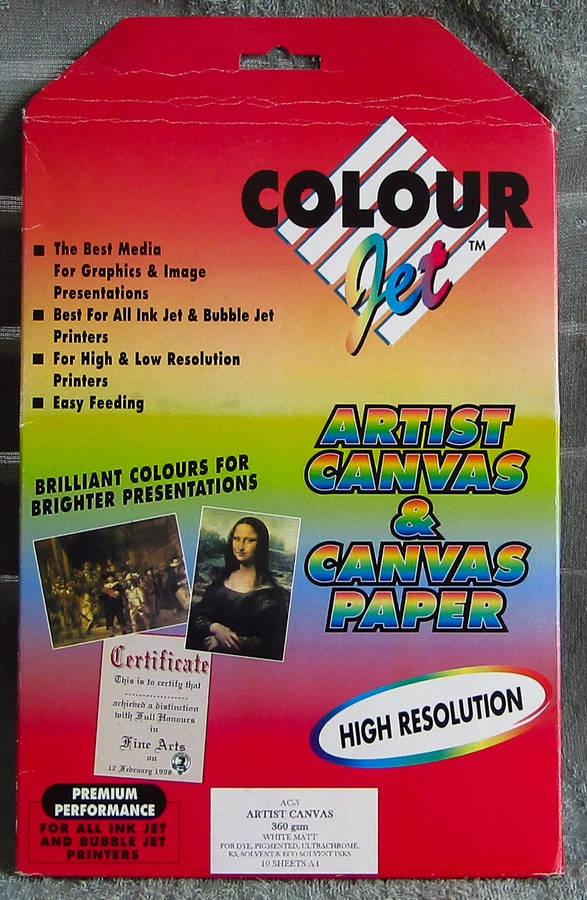 COLOUR
Jet ™
■ The Best Media
For Graphics & Image
Presentations
■ Best For All Ink Jet & Bubble Jet
Printers
■ For High & Low Resolution
Printers
■ Easy Feeding
ARTIST
CANVAS
&
CANVAS
PAPER
BRILLIANT COLOURS FOR
BRIGHTER PRESENTATIONS
Certificate
This is to certify that
achieved a distinction
with Full Honours
in
Fine Arts
on
12 February 1998
HIGH RESOLUTION
PREMIUM
PERFORMANCE
FOR ALL INK JET
AND BUBBLE JET
PRINTERS
AC-5
ARTIST CANVAS
360 gsm
WHITE MATT
FOR DYE, PIGMENTED, ULTRACHROME,
K3, SOLVENT & ECO SOLVENT INKS
10 SHEETS A4